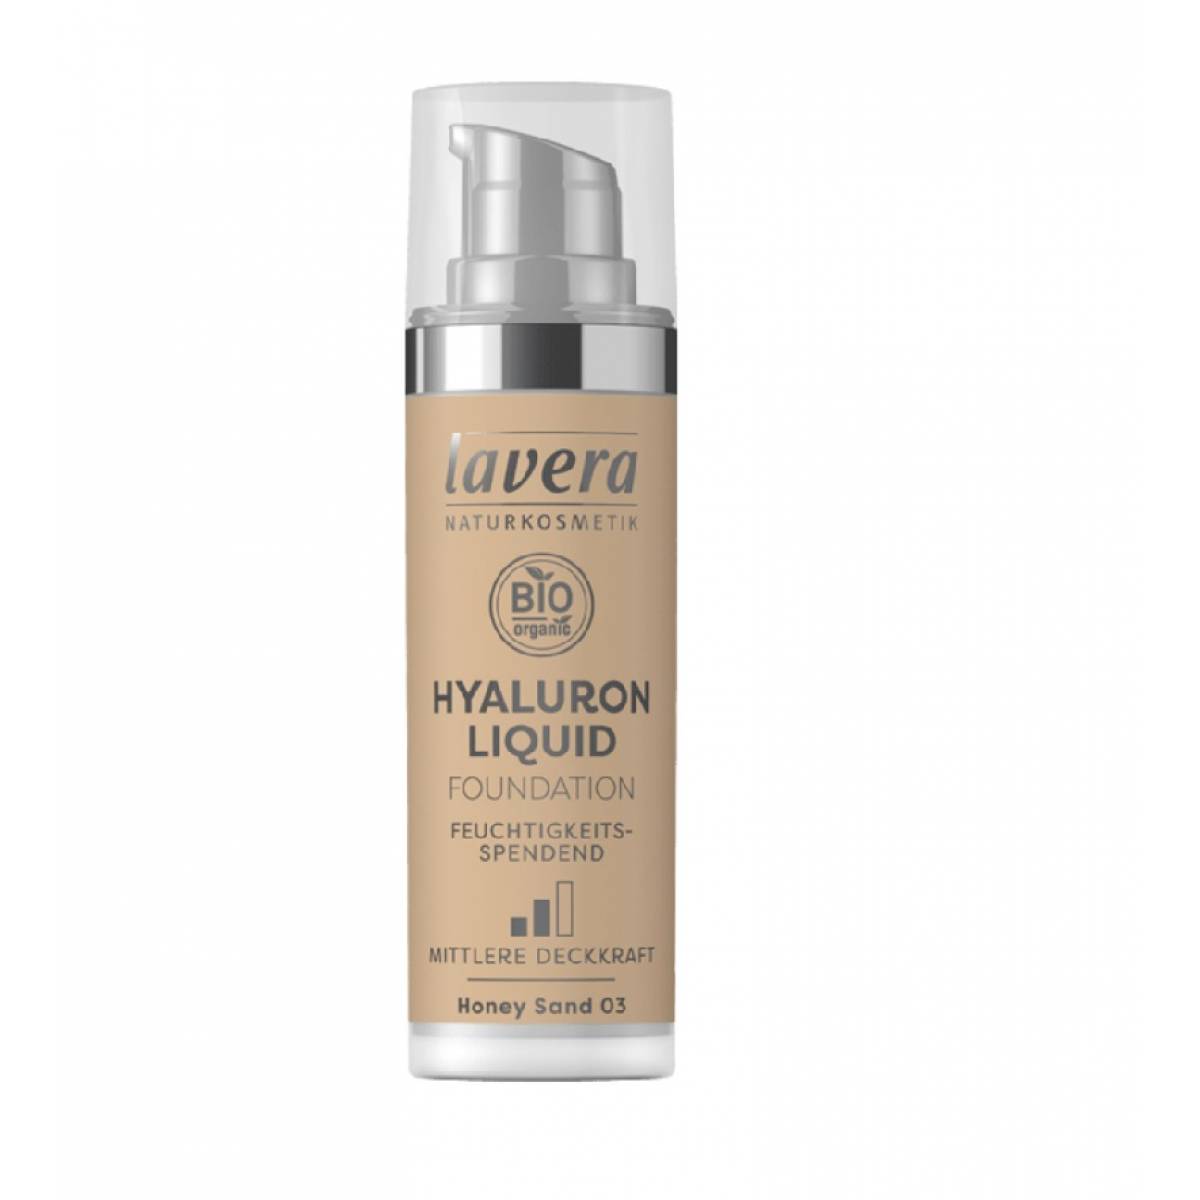 lavera
NATURKOSMETIK
BIO
organic
HYALURON
LIQUID
FOUNDATION
FEUCHTIGKEITS-
SPENDEND
MITTLERE DECKKRAFT
Honey Sand 03